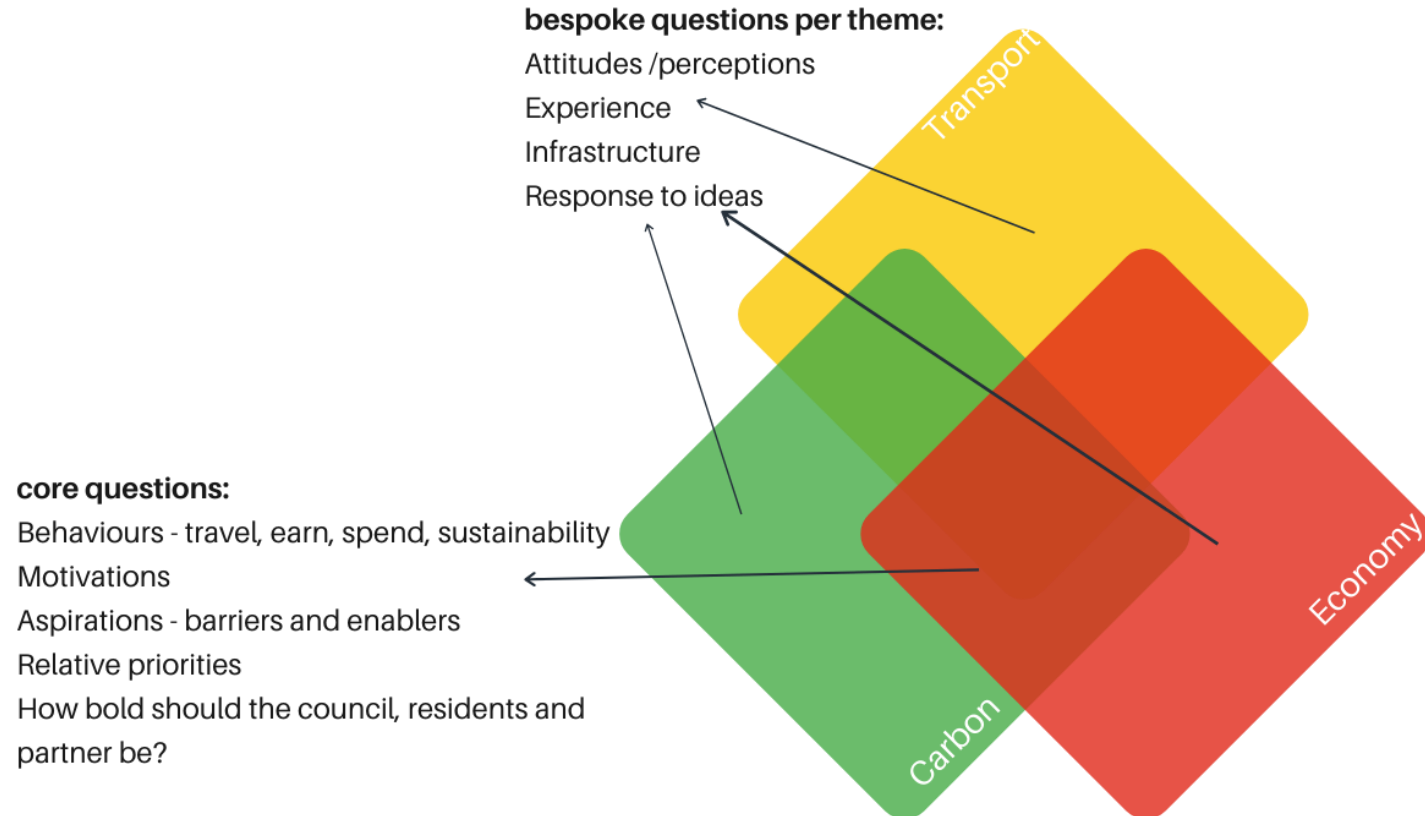 bespoke questions per theme:
Attitudes /perceptions
Experience
Infrastructure
Response to ideas
Transport
core questions:
Behaviours - travel, earn, spend, sustainability
Motivations
Aspirations - barriers and enablers
Relative priorities
How bold should the council, residents and
partner be?
Economy
Carbon